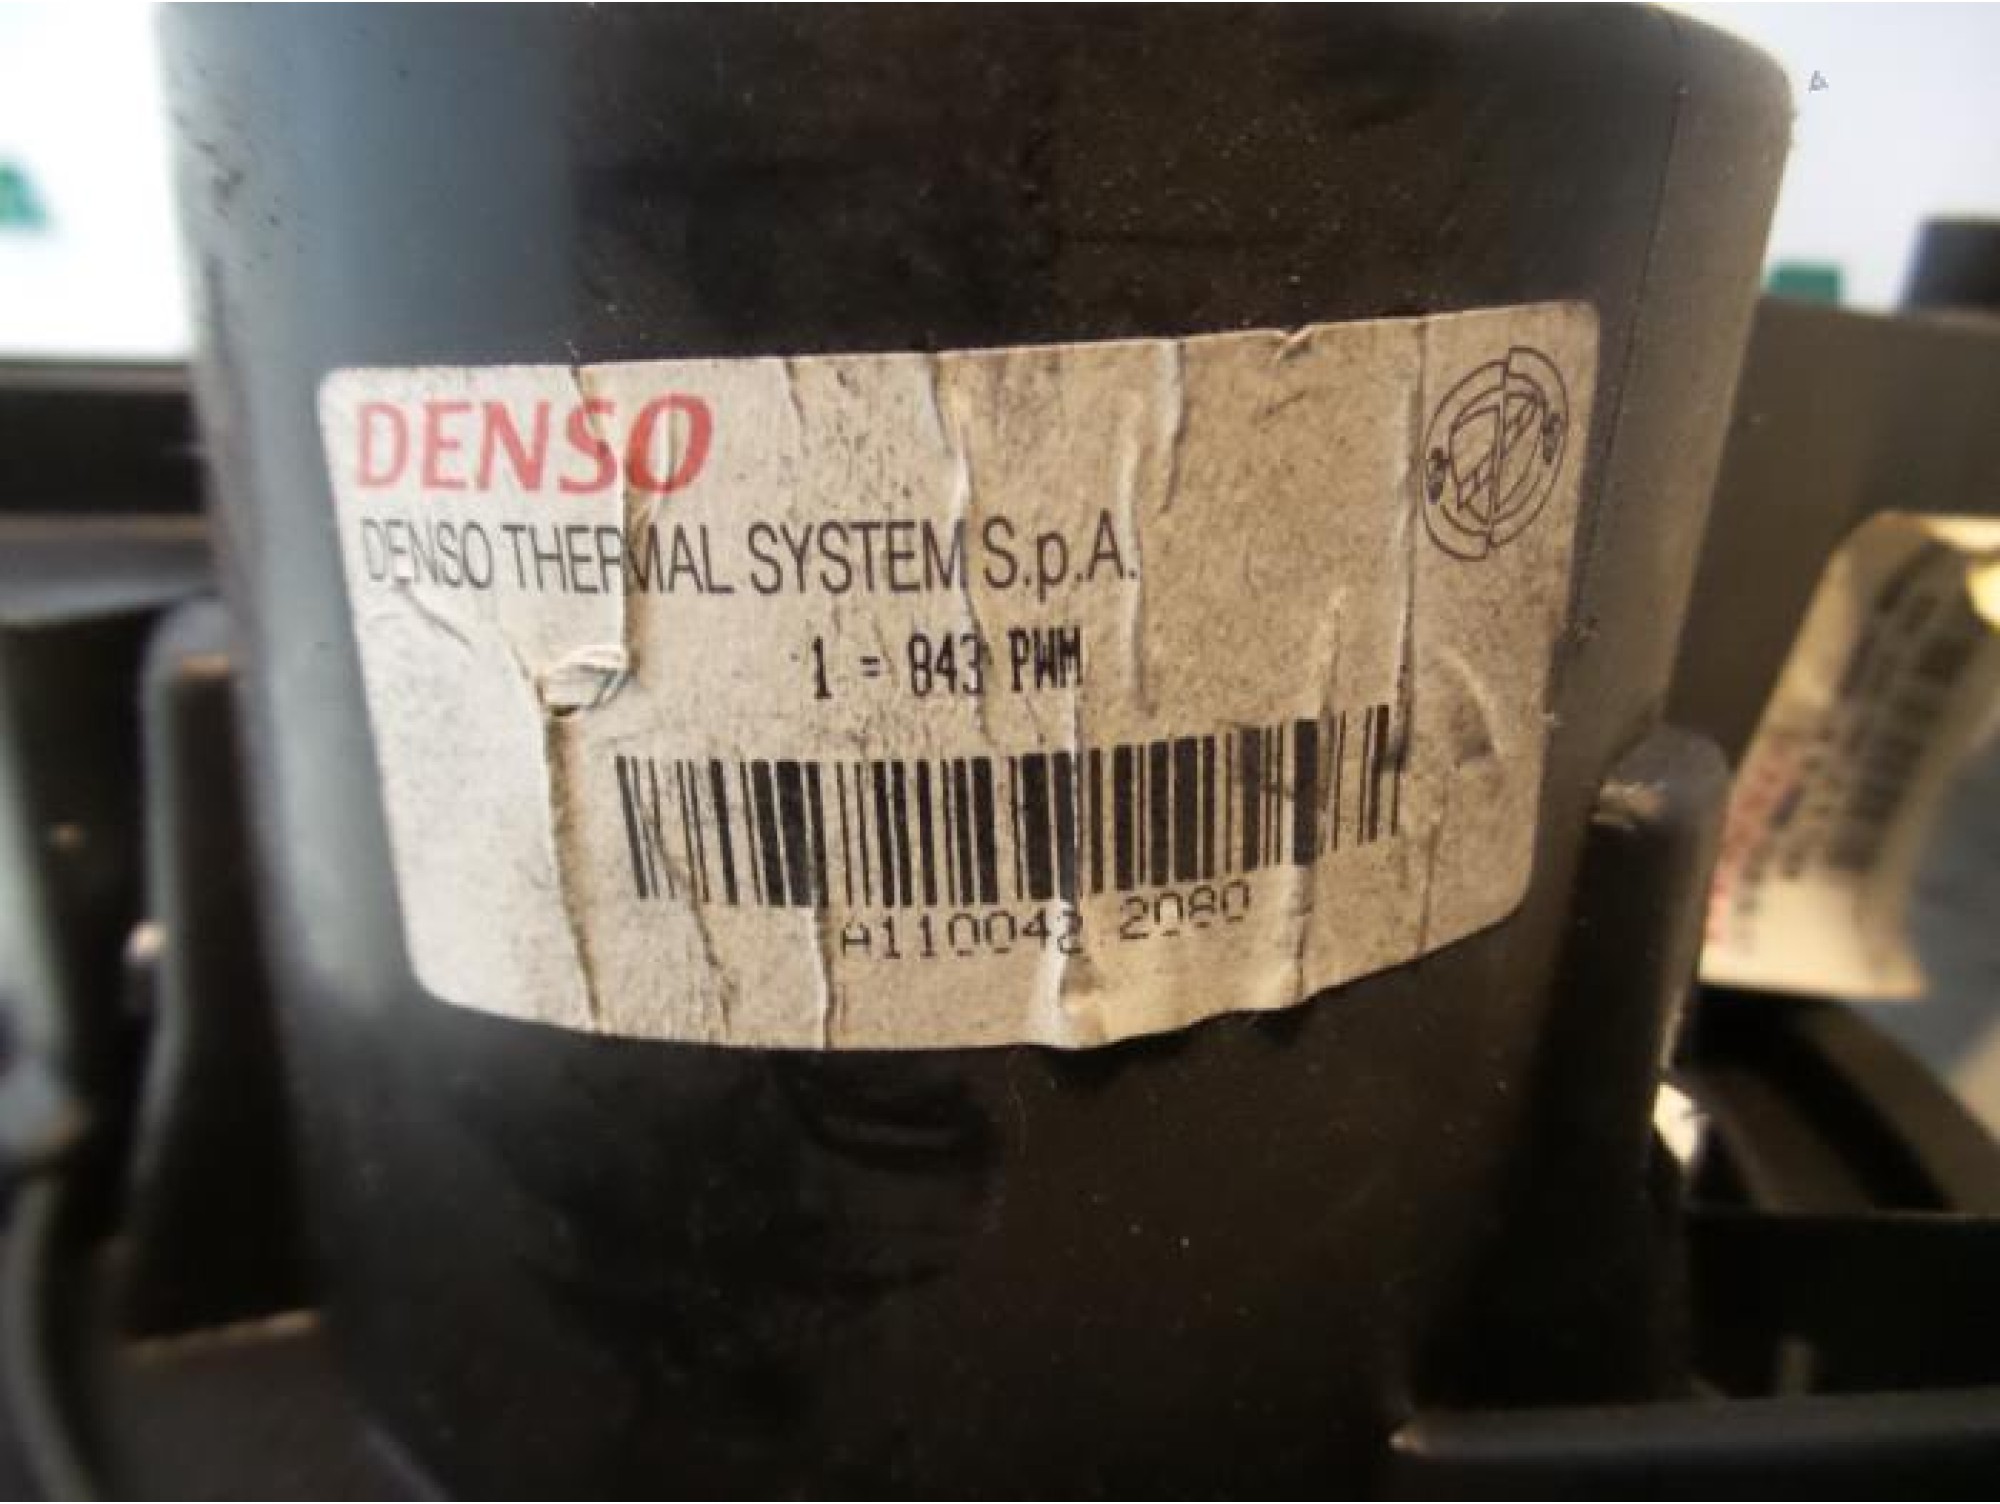 DENSO
DENSO THERMAL SYSTEM S.p.A.
1 = 843 PWM
A110042 2080